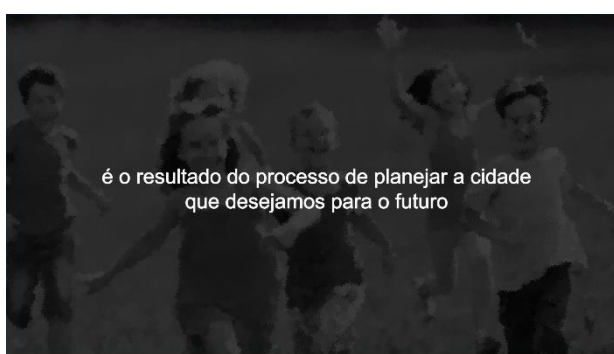 é o resultado do processo de planejar a cidade
que desejamos para o futuro